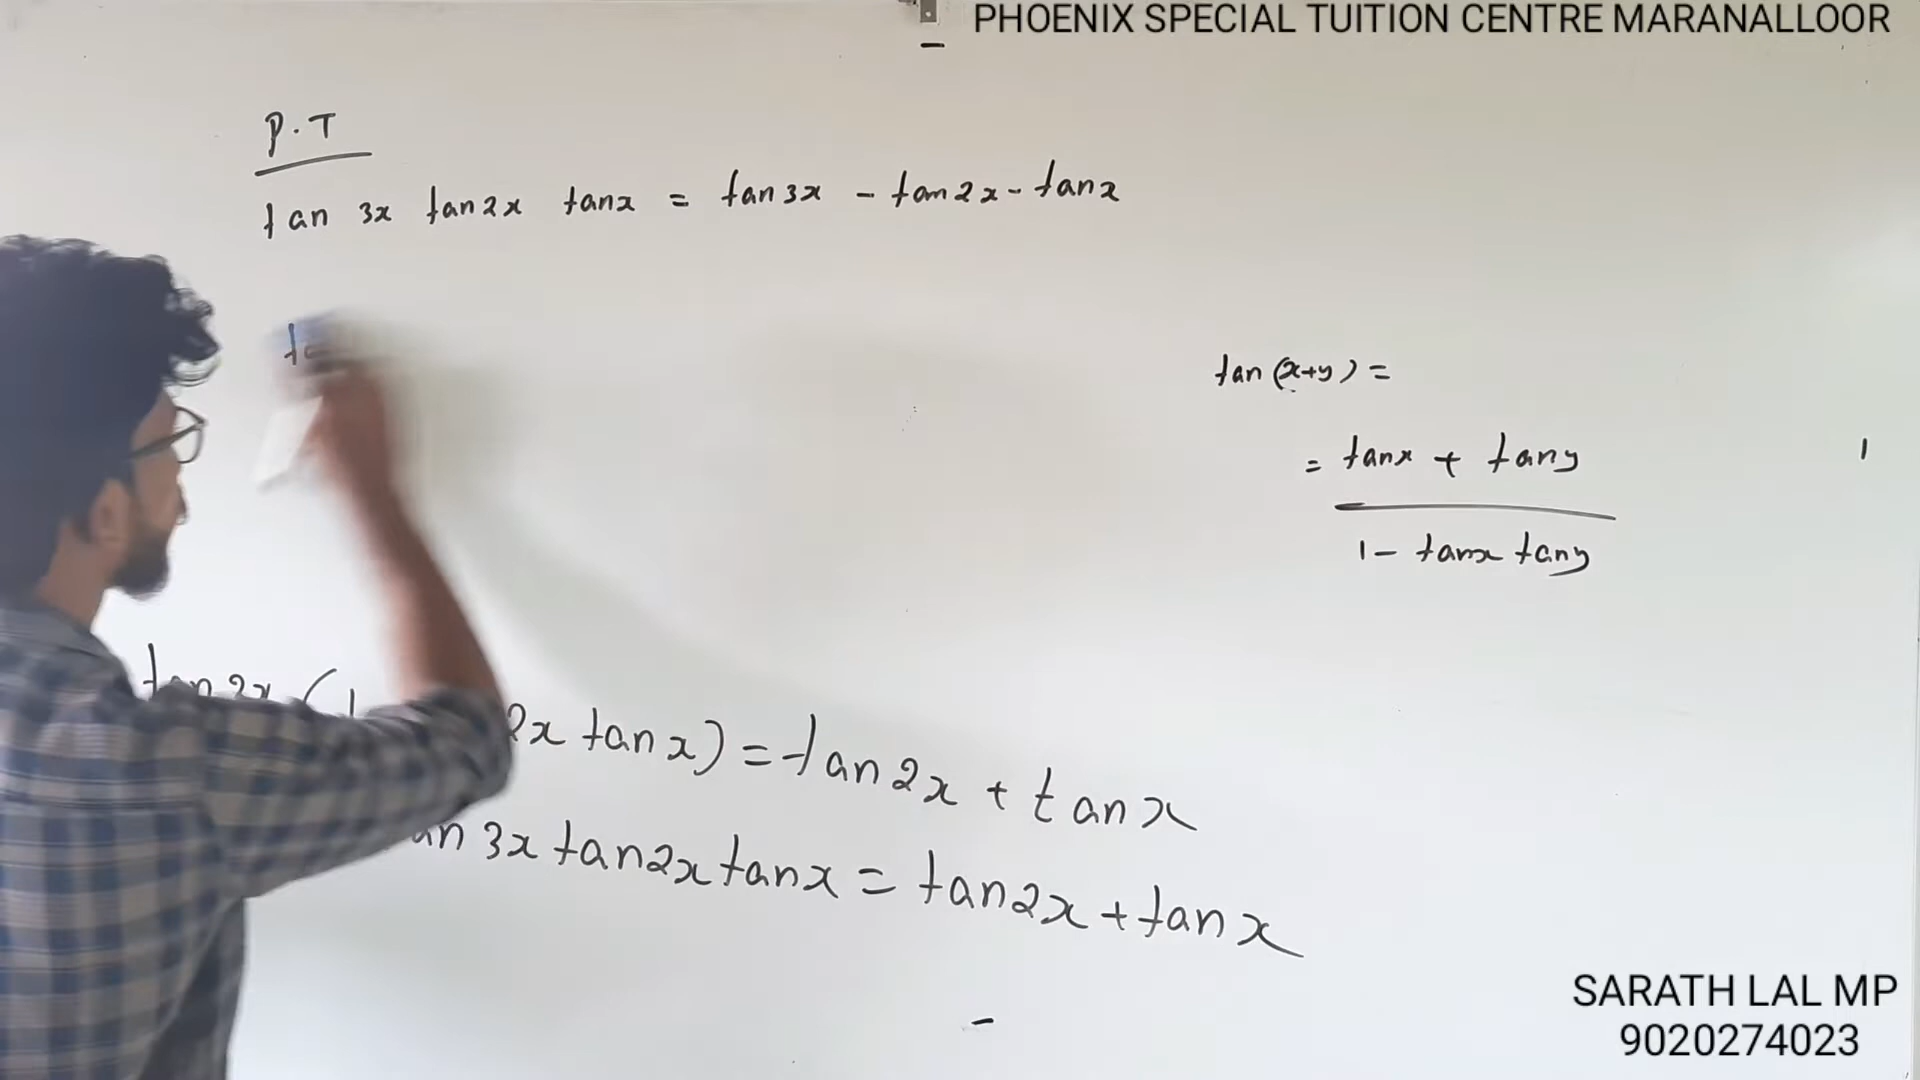 PHOENIX SPECIAL TUITION CENTRE MARANALLOOR
P.T
tan 3x tan2x tanx = tan3x - tan2x - tanx
tan(x+y) =
= tanx + tany
1 - tanx tany
2x tanx) = tan2x + tanx
3x tan2x tanx = tan2x + tanx
SARATH LAL MP
9020274023